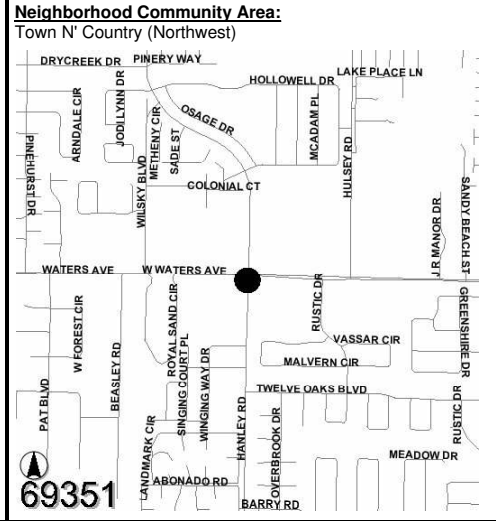 Neighborhood Community Area:
Town N' Country (Northwest)
DRYCREEK DR
PINERY WAY
HOLLOWELL DR
LAKE PLACE LN
ARNDALE CIR
JODI LYNN DR
METHENY CIR
SADE ST
OSAGE DR
MCADAM PL
HULSEY RD
PINEHURST DR
WILSKY BLVD
COLONIAL CT
SANDY BEACH ST
J R MANOR DR
WATERS AVE
W WATERS AVE
RUSTIC DR
GREENSHIRE DR
W FOREST CIR
ROYAL SAND CIR
SINGING COURT PL
WINGING WAY DR
VASSAR CIR
MALVERN CIR
PAT BLVD
BEASLEY RD
TWELVE OAKS BLVD
RUSTIC DR
LANDMARK CIR
HANLEY RD
OVERBROOK DR
MEADOW DR
ABONADO RD
BARRY RD
69351